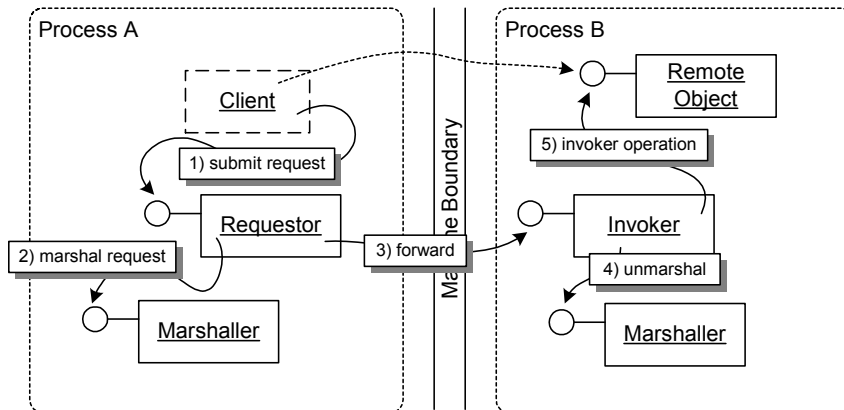 Process A
Process B
Client
Remote
Object
1) submit request
5) invoker operation
Requestor
Invoker
2) marshal request
3) forward
4) unmarshal
Marshaller
Marshaller
Boundary